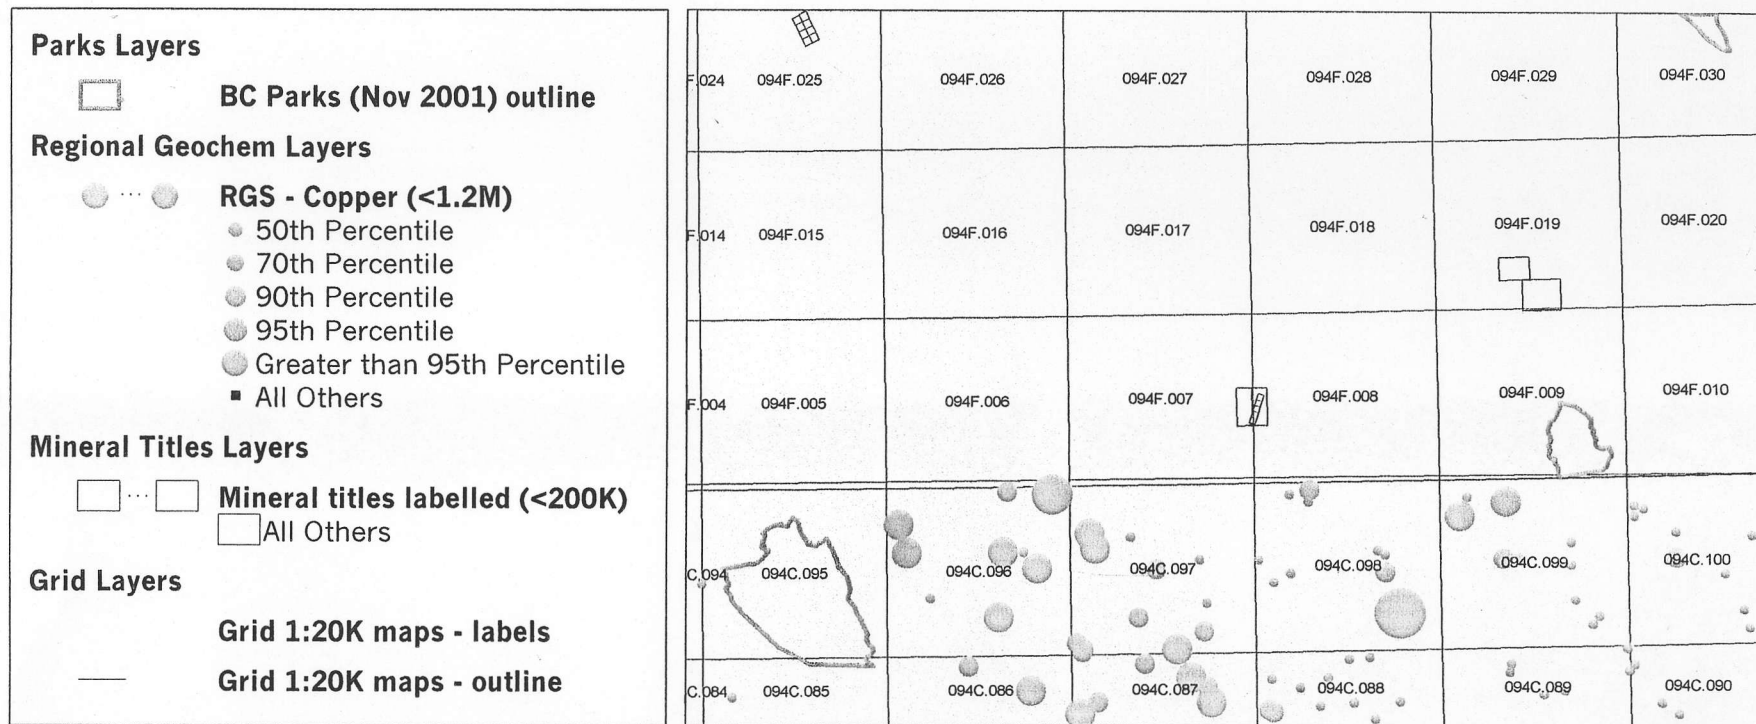 Parks Layers
BC Parks (Nov 2001) outline
Regional Geochem Layers
... RGS - Copper (<1.2M)
50th Percentile
70th Percentile
90th Percentile
95th Percentile
Greater than 95th Percentile
All Others
Mineral Titles Layers
... Mineral titles labelled (<200K)
All Others
Grid Layers
Grid 1:20K maps - labels
Grid 1:20K maps - outline
F.024 094F.025 094F.026 094F.027 094F.028 094F.029 094F.030
F.014 094F.015 094F.016 094F.017 094F.018 094F.019 094F.020
F.004 094F.005 094F.006 094F.007 094F.008 094F.009 094F.010
C.094 094C.095 094C.096 094C.097 094C.098 094C.099 094C.100
C.084 094C.085 094C.086 094C.087 094C.088 094C.089 094C.090